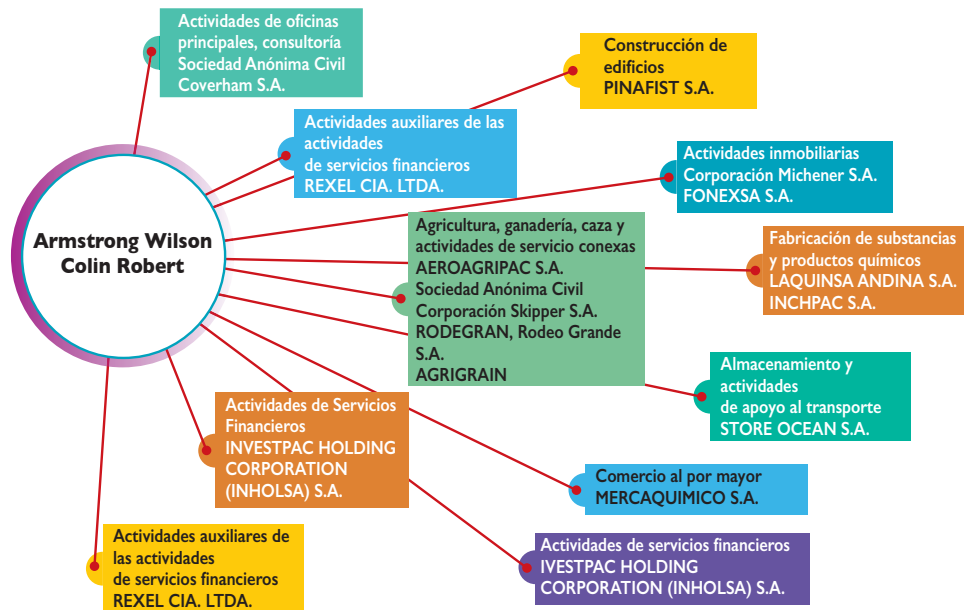 Actividades de oficinas
principales, consultoría
Sociedad Anónima Civil
Coverham S.A.
Construcción de
edificios
PINAFIST S.A.
Actividades auxiliares de las
actividades
de servicios financieros
REXEL CIA. LTDA.
Actividades inmobiliarias
Corporación Michener S.A.
FONEXSA S.A.
Armstrong Wilson
Colin Robert
Agricultura, ganadería, caza y
actividades de servicio conexas
AEROAGRIPAC S.A.
Sociedad Anónima Civil
Corporación Skipper S.A.
RODEGRAN, Rodeo Grande
S.A.
AGRIGRAIN
Fabricación de substancias
y productos químicos
LAQUINSA ANDINA S.A.
INCHPAC S.A.
Almacenamiento y
actividades
de apoyo al transporte
STORE OCEAN S.A.
Actividades de Servicios
Financieros
INVESTPAC HOLDING
CORPORATION
(INHOLSA) S.A.
Comercio al por mayor
MERCAQUIMICO S.A.
Actividades auxiliares de
las actividades
de servicios financieros
REXEL CIA. LTDA.
Actividades de servicios financieros
IVESTPAC HOLDING
CORPORATION (INHOLSA) S.A.